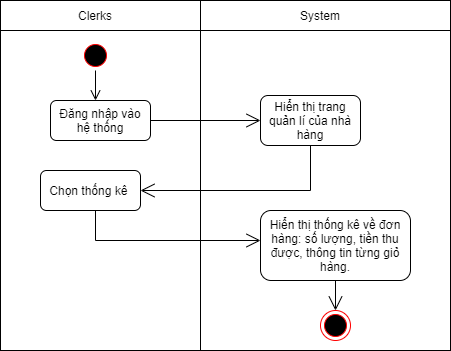 Clerks
System
Đăng nhập vào
hệ thống
Hiển thị trang
quản lí của nhà
hàng
Chọn thống kê
Hiển thị thống kê về đơn
hàng: số lượng, tiền thu
được, thông tin từng giỏ
hàng.